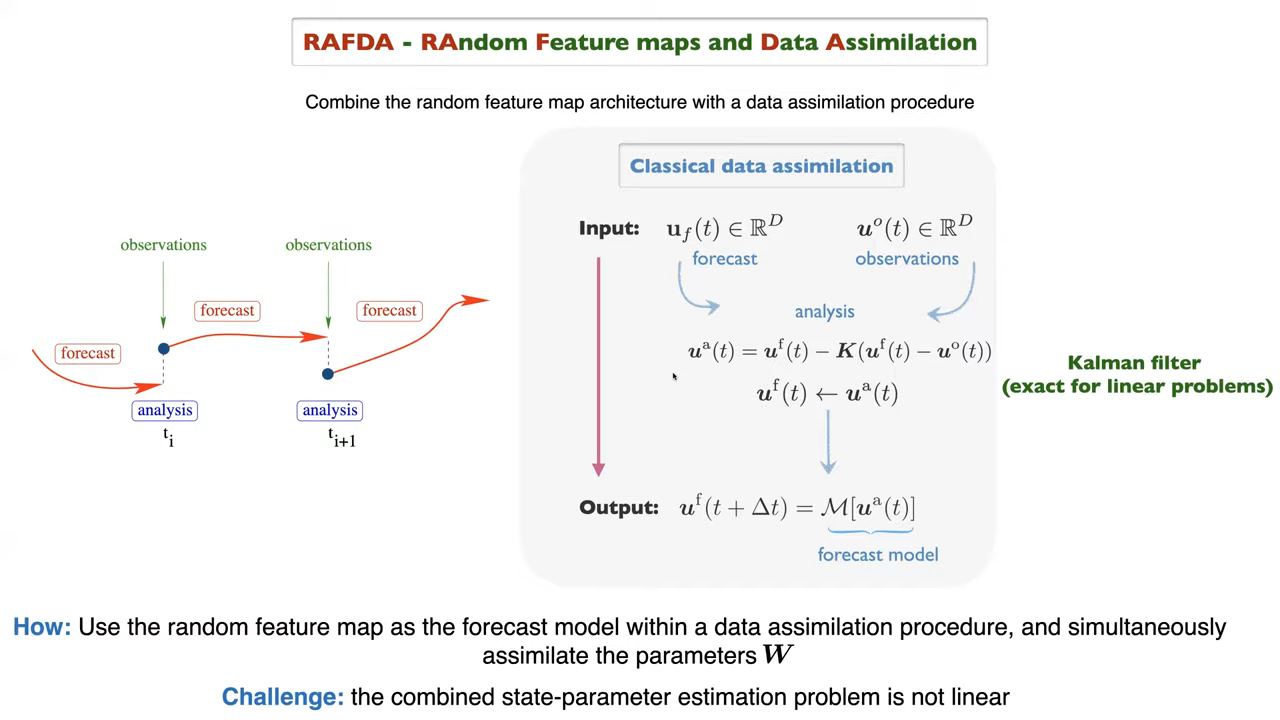 RAFDA - RAndom Feature maps and Data Assimilation
Combine the random feature map architecture with a data assimilation procedure
observations
observations
forecast
forecast
forecast
analysis
analysis
t_i
t_{i+1}
Classical data assimilation
Input: u_f(t) ∈ ℝ^D u^o(t) ∈ ℝ^D
forecast observations
analysis
u^a(t) = u^f(t) − K(u^f(t) − u^o(t))
u^f(t) ← u^a(t)
Output: u^f(t + Δt) = ℳ[u^a(t)]
forecast model
Kalman filter
(exact for linear problems)
How: Use the random feature map as the forecast model within a data assimilation procedure, and simultaneously
assimilate the parameters W
Challenge: the combined state-parameter estimation problem is not linear